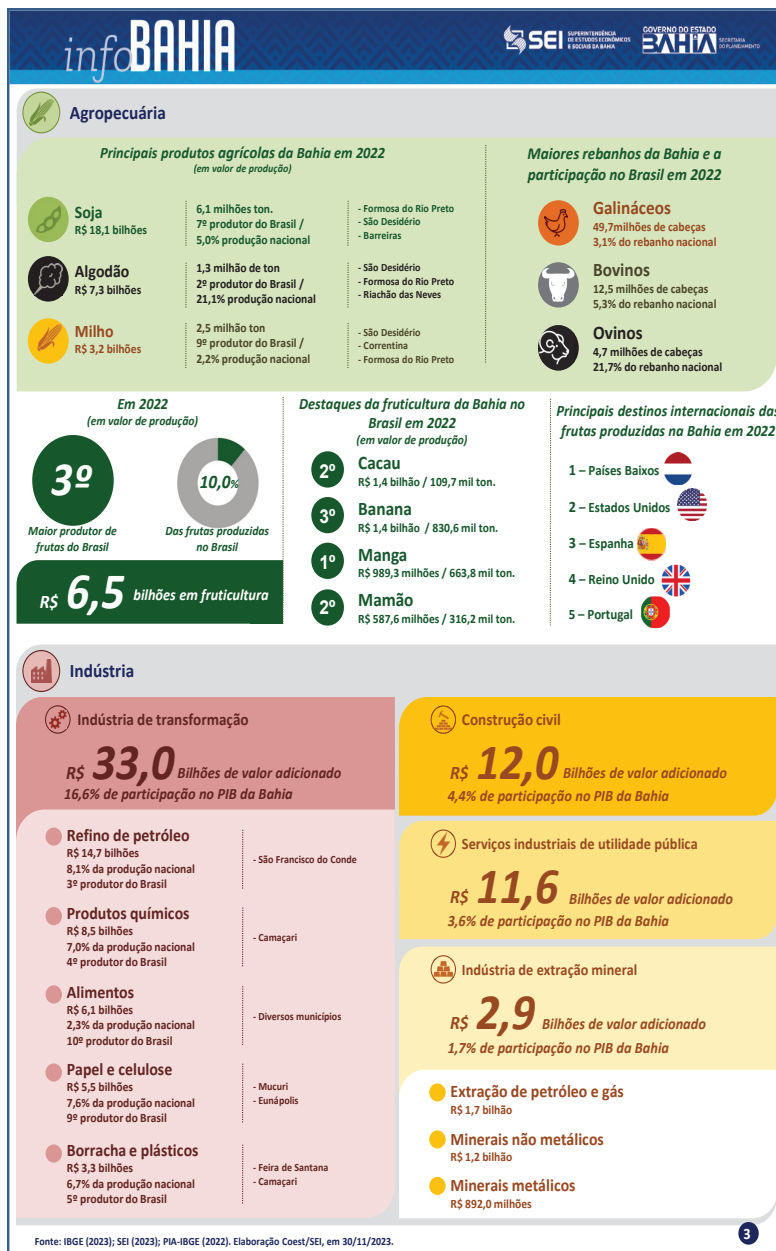 infoBAHIA
SEI SUPERINTENDÊNCIA
DE ESTUDOS ECONÔMICOS
E SOCIAIS DA BAHIA
GOVERNO DO ESTADO
BAHIA
SECRETARIA
DO PLANEJAMENTO
Agropecuária
Principais produtos agrícolas da Bahia em 2022
(em valor de produção)
Soja
R$ 18,1 bilhões
6,1 milhões ton.
7º produtor do Brasil /
5,0% produção nacional
- Formosa do Rio Preto
- São Desidério
- Barreiras
Algodão
R$ 7,3 bilhões
1,3 milhão de ton
2º produtor do Brasil /
21,1% produção nacional
- São Desidério
- Formosa do Rio Preto
- Riachão das Neves
Milho
R$ 3,2 bilhões
2,5 milhão ton
9º produtor do Brasil /
2,2% produção nacional
- São Desidério
- Correntina
- Formosa do Rio Preto
Maiores rebanhos da Bahia e a
participação no Brasil em 2022
Galináceos
49,7milhões de cabeças
3,1% do rebanho nacional
Bovinos
12,5 milhões de cabeças
5,3% do rebanho nacional
Ovinos
4,7 milhões de cabeças
21,7% do rebanho nacional
Em 2022
(em valor de produção)
3º
Maior produtor de
frutas do Brasil
10,0%
Das frutas produzidas
no Brasil
R$ 6,5 bilhões em fruticultura
Destaques da fruticultura da Bahia no
Brasil em 2022
(em valor de produção)
2º Cacau
R$ 1,4 bilhão / 109,7 mil ton.
3º Banana
R$ 1,4 bilhão / 830,6 mil ton.
1º Manga
R$ 989,3 milhões / 663,8 mil ton.
2º Mamão
R$ 587,6 milhões / 316,2 mil ton.
Principais destinos internacionais das
frutas produzidas na Bahia em 2022
1 – Países Baixos
2 – Estados Unidos
3 – Espanha
4 – Reino Unido
5 – Portugal
Indústria
Indústria de transformação
R$ 33,0 Bilhões de valor adicionado
16,6% de participação no PIB da Bahia
Refino de petróleo
R$ 14,7 bilhões
8,1% da produção nacional
3º produtor do Brasil
- São Francisco do Conde
Produtos químicos
R$ 8,5 bilhões
7,0% da produção nacional
4º produtor do Brasil
- Camaçari
Alimentos
R$ 6,1 bilhões
2,3% da produção nacional
10º produtor do Brasil
- Diversos municípios
Papel e celulose
R$ 5,5 bilhões
7,6% da produção nacional
9º produtor do Brasil
- Mucuri
- Eunápolis
Borracha e plásticos
R$ 3,3 bilhões
6,7% da produção nacional
5º produtor do Brasil
- Feira de Santana
- Camaçari
Construção civil
R$ 12,0 Bilhões de valor adicionado
4,4% de participação no PIB da Bahia
Serviços industriais de utilidade pública
R$ 11,6 Bilhões de valor adicionado
3,6% de participação no PIB da Bahia
Indústria de extração mineral
R$ 2,9 Bilhões de valor adicionado
1,7% de participação no PIB da Bahia
Extração de petróleo e gás
R$ 1,7 bilhão
Minerais não metálicos
R$ 1,2 bilhão
Minerais metálicos
R$ 892,0 milhões
Fonte: IBGE (2023); SEI (2023); PIA-IBGE (2022). Elaboração Coest/SEI, em 30/11/2023.
3